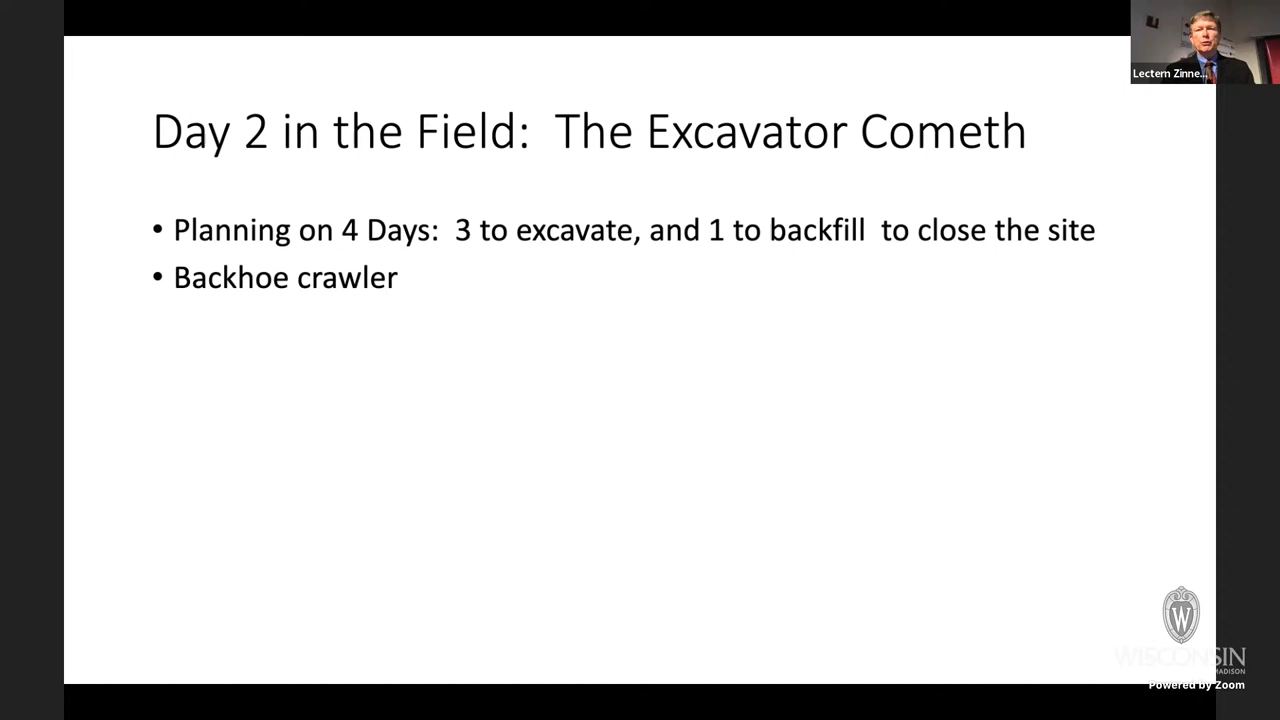 Lectern Zinne...
Day 2 in the Field:  The Excavator Cometh
• Planning on 4 Days:  3 to excavate, and 1 to backfill  to close the site
• Backhoe crawler
W
WISCONSIN
MADISON
Powered by Zoom